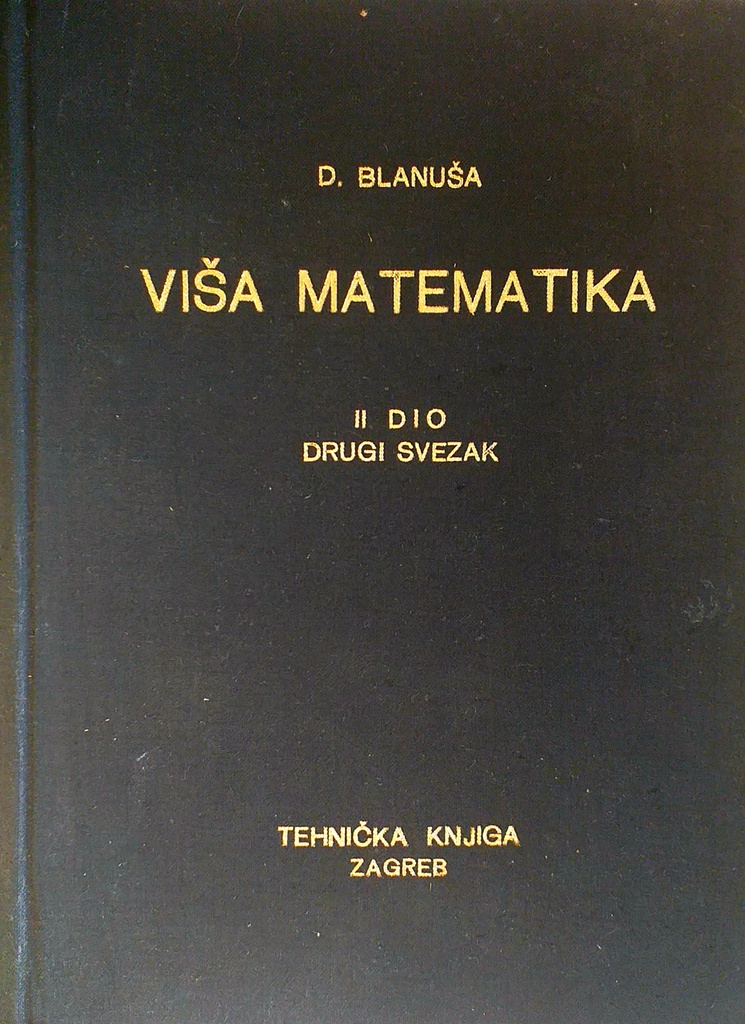 D. BLANUŠA
VIŠA MATEMATIKA
II DIO
DRUGI SVEZAK
TEHNIČKA KNJIGA
ZAGREB